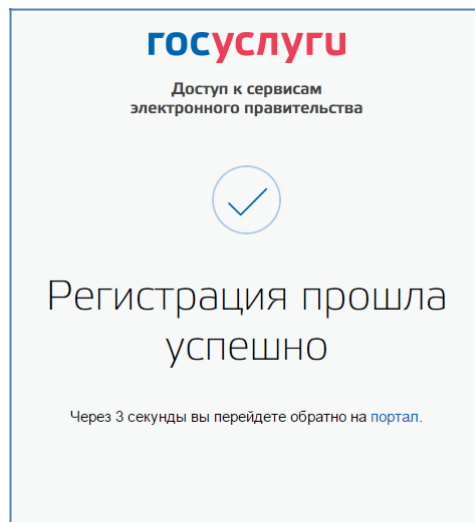 госуслуги
Доступ к сервисам
электронного правительства
Регистрация прошла
успешно
Через 3 секунды вы перейдете обратно на портал.